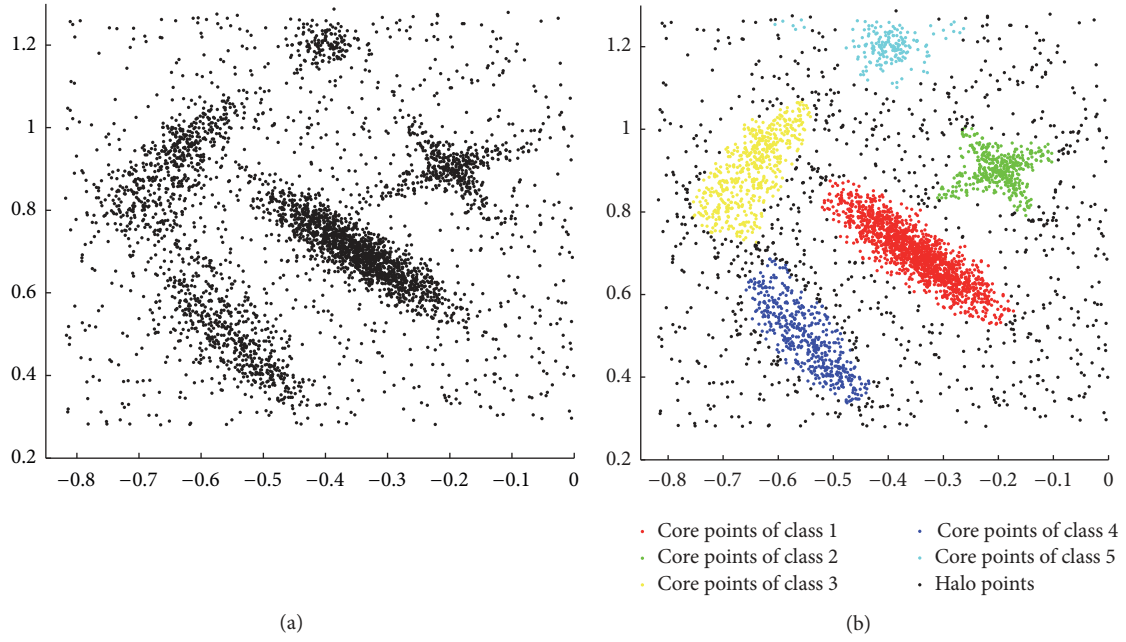 1.2
1
0.8
0.6
0.4
0.2
−0.8 −0.7 −0.6 −0.5 −0.4 −0.3 −0.2 −0.1 0
(a)
1.2
1
0.8
0.6
0.4
0.2
−0.8 −0.7 −0.6 −0.5 −0.4 −0.3 −0.2 −0.1 0
Core points of class 1
Core points of class 2
Core points of class 3
Core points of class 4
Core points of class 5
Halo points
(b)